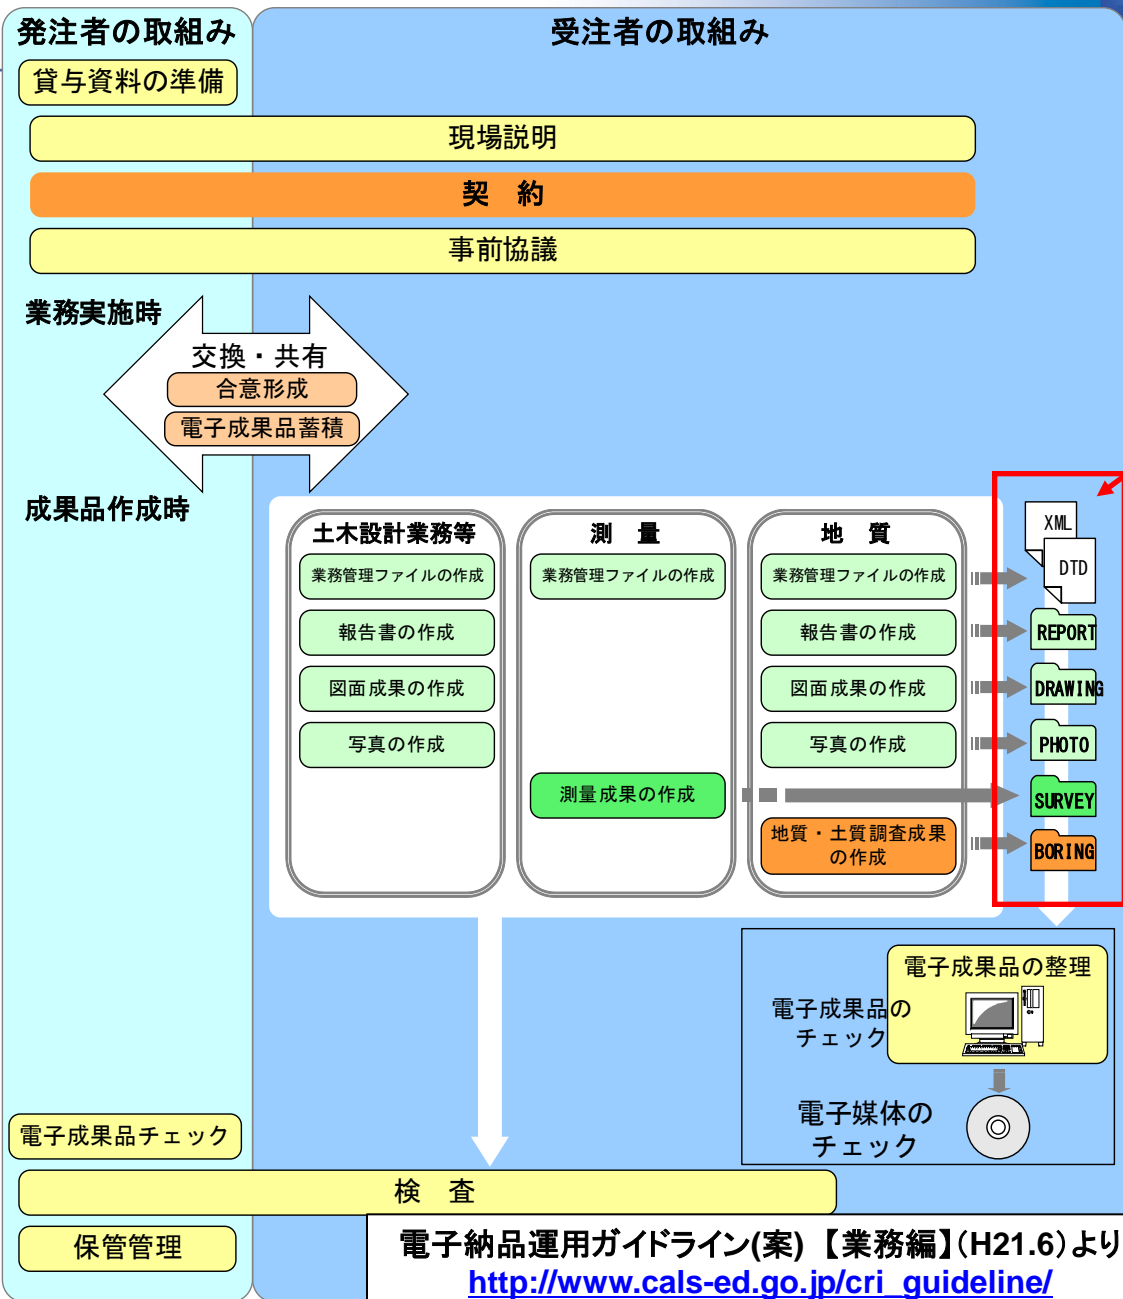 発注者の取組み
受注者の取組み
貸与資料の準備
現場説明
契　約
事前協議
業務実施時
交換・共有
合意形成
電子成果品蓄積
成果品作成時
土木設計業務等
業務管理ファイルの作成
報告書の作成
図面成果の作成
写真の作成
測　量
業務管理ファイルの作成
測量成果の作成
地　質
業務管理ファイルの作成
報告書の作成
図面成果の作成
写真の作成
地質・土質調査成果
の作成
XML
DTD
REPORT
DRAWING
PHOTO
SURVEY
BORING
電子成果品の整理
電子成果品の
チェック
電子媒体の
チェック
電子成果品チェック
検　査
保管管理
電子納品運用ガイドライン(案)【業務編】（H21.6）より
http://www.cals-ed.go.jp/cri_guideline/